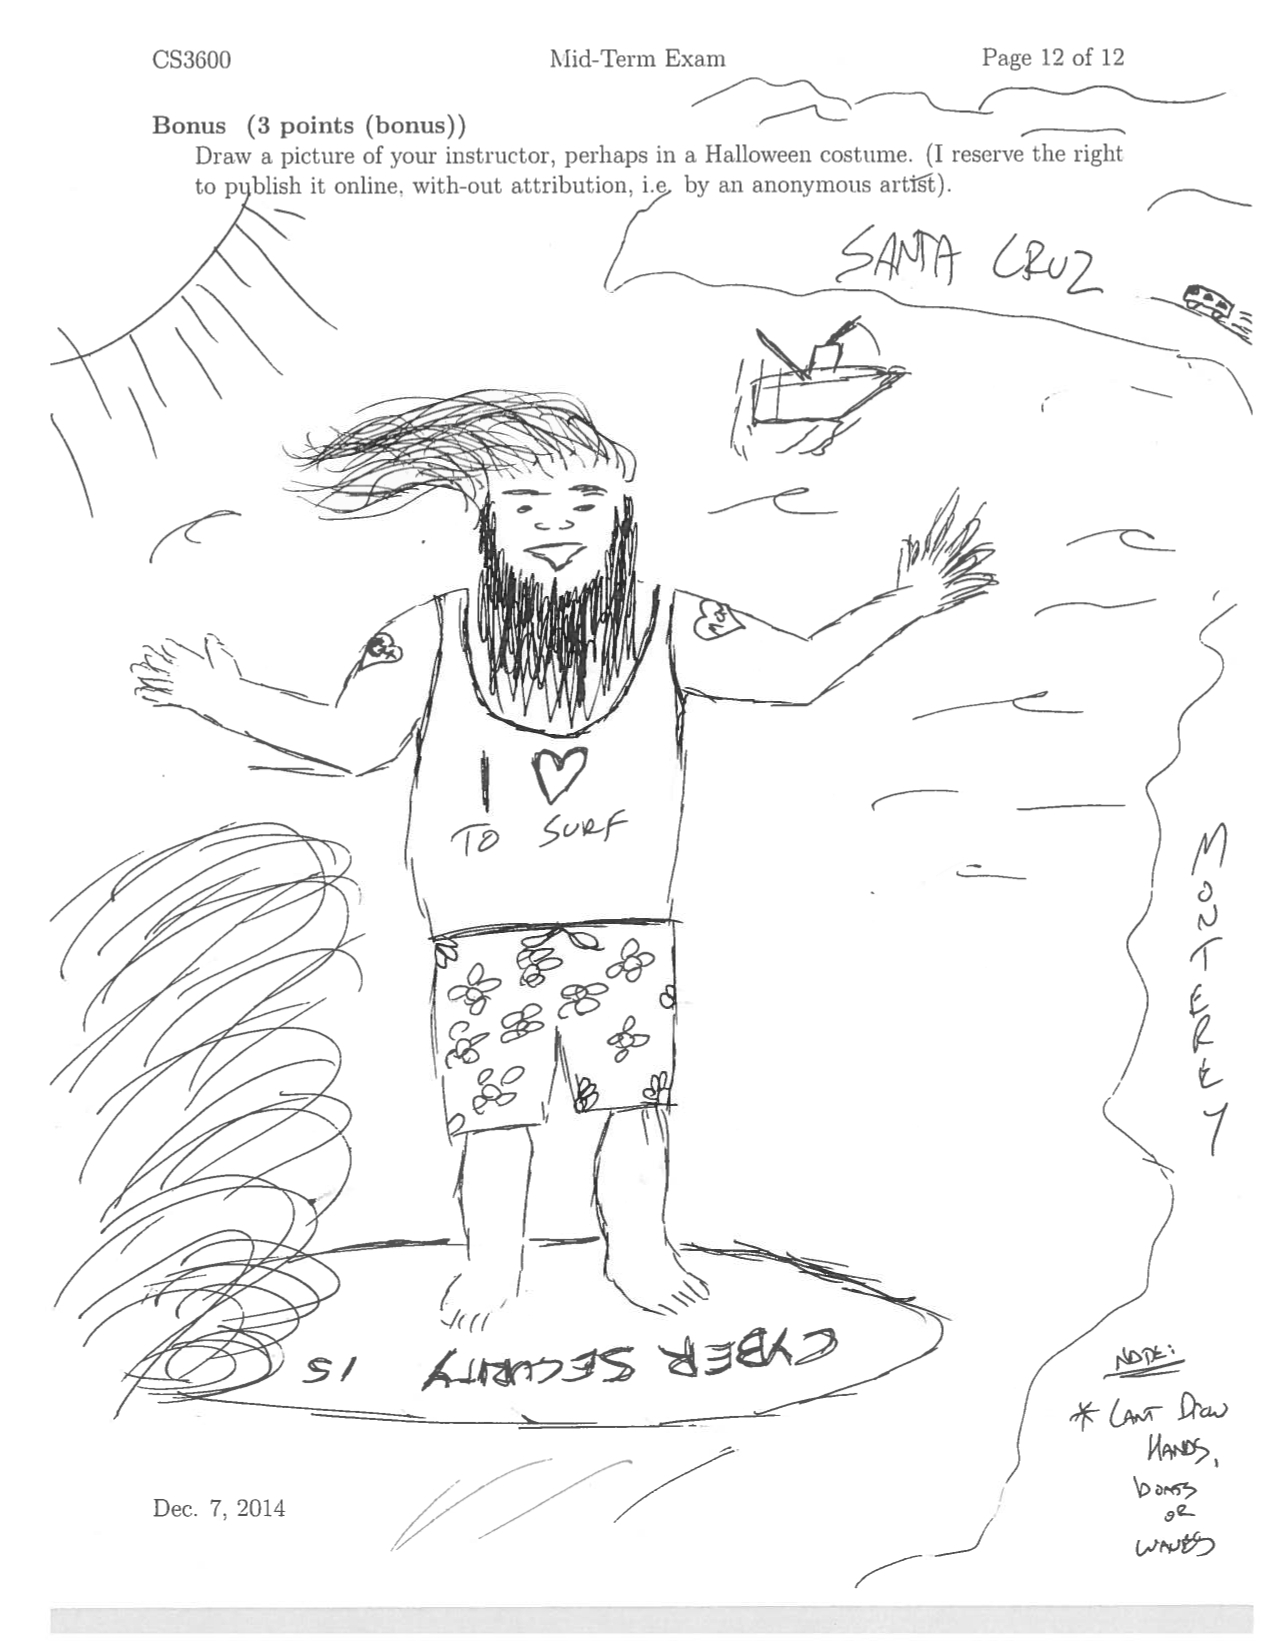 CS3600 Mid-Term Exam Page 12 of 12
Bonus (3 points (bonus))
Draw a picture of your instructor, perhaps in a Halloween costume. (I reserve the right
to publish it online, with-out attribution, i.e. by an anonymous artist).
SANTA CRUZ
I ♥
TO SURF
MONTEREY
CYBER SECURITY IS
NOTE:
* CANT DRAW
HANDS,
boats
OR
WAVES
Dec. 7, 2014